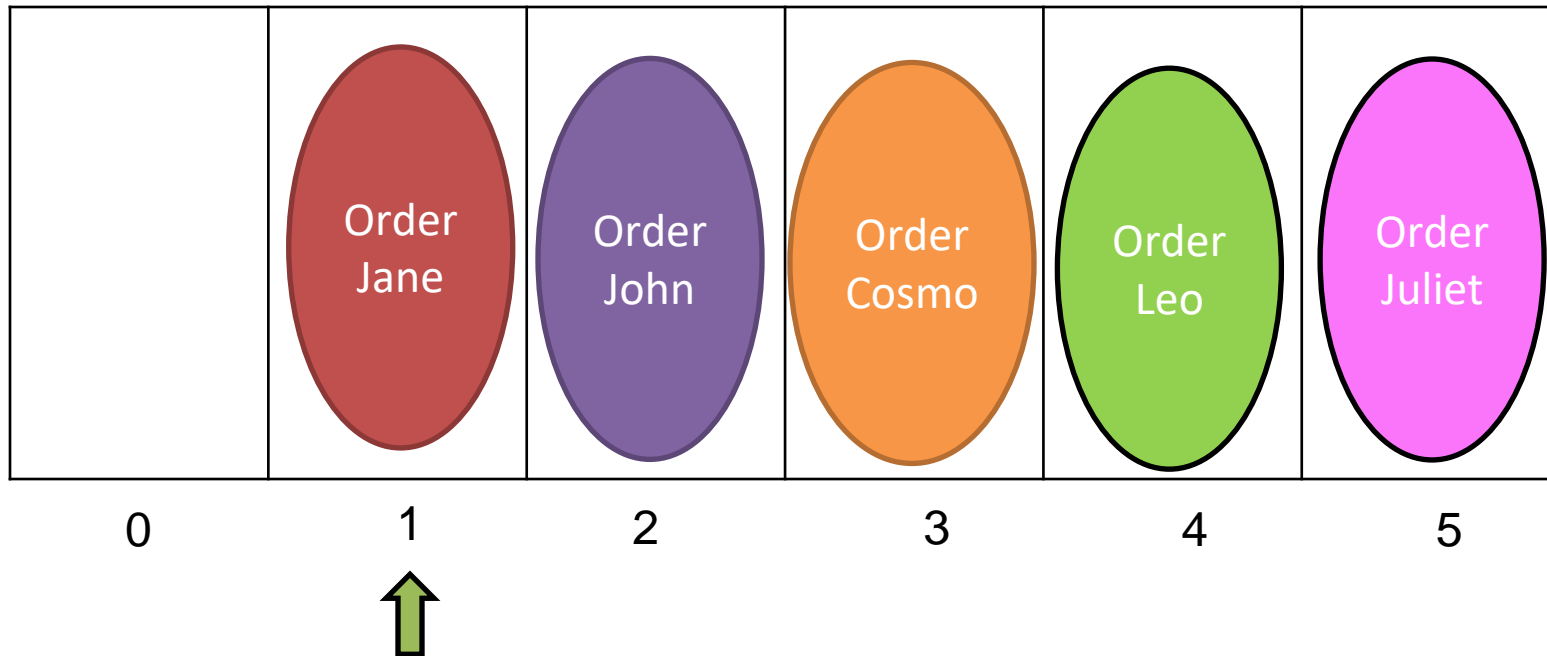 Order
Jane
Order
John
Order
Cosmo
Order
Leo
Order
Juliet
0 1 2 3 4 5